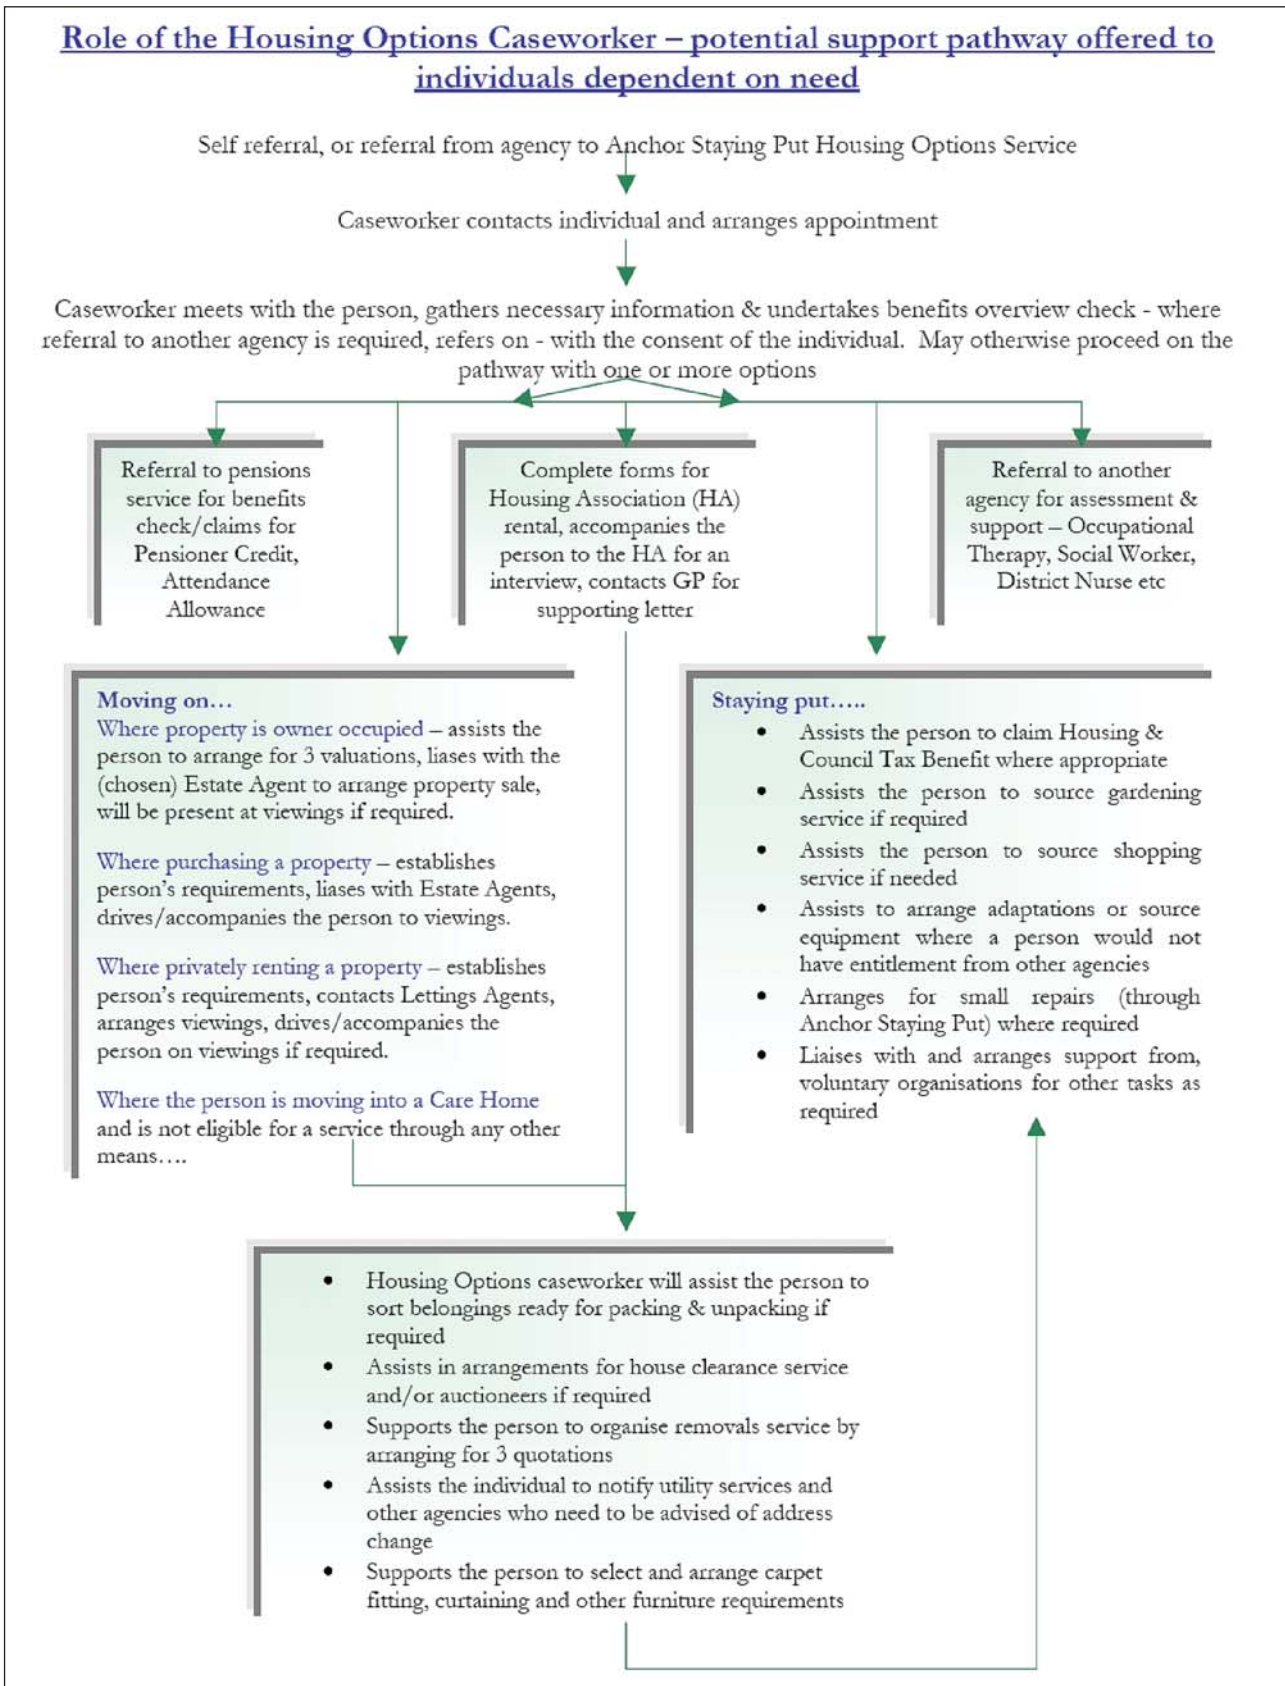 Role of the Housing Options Caseworker – potential support pathway offered to
individuals dependent on need
Self referral, or referral from agency to Anchor Staying Put Housing Options Service
Caseworker contacts individual and arranges appointment
Caseworker meets with the person, gathers necessary information & undertakes benefits overview check - where
referral to another agency is required, refers on - with the consent of the individual. May otherwise proceed on the
pathway with one or more options
Referral to pensions
service for benefits
check/claims for
Pensioner Credit,
Attendance
Allowance
Complete forms for
Housing Association (HA)
rental, accompanies the
person to the HA for an
interview, contacts GP for
supporting letter
Referral to another
agency for assessment &
support – Occupational
Therapy, Social Worker,
District Nurse etc
Moving on…
Where property is owner occupied – assists the
person to arrange for 3 valuations, liases with the
(chosen) Estate Agent to arrange property sale,
will be present at viewings if required.
Where purchasing a property – establishes
person's requirements, liases with Estate Agents,
drives/accompanies the person to viewings.
Where privately renting a property – establishes
person's requirements, contacts Lettings Agents,
arranges viewings, drives/accompanies the
person on viewings if required.
Where the person is moving into a Care Home
and is not eligible for a service through any other
means….
Staying put…..
• Assists the person to claim Housing &
Council Tax Benefit where appropriate
• Assists the person to source gardening
service if required
• Assists the person to source shopping
service if needed
• Assists to arrange adaptations or source
equipment where a person would not
have entitlement from other agencies
• Arranges for small repairs (through
Anchor Staying Put) where required
• Liaises with and arranges support from,
voluntary organisations for other tasks as
required
• Housing Options caseworker will assist the person to
sort belongings ready for packing & unpacking if
required
• Assists in arrangements for house clearance service
and/or auctioneers if required
• Supports the person to organise removals service by
arranging for 3 quotations
• Assists the individual to notify utility services and
other agencies who need to be advised of address
change
• Supports the person to select and arrange carpet
fitting, curtaining and other furniture requirements